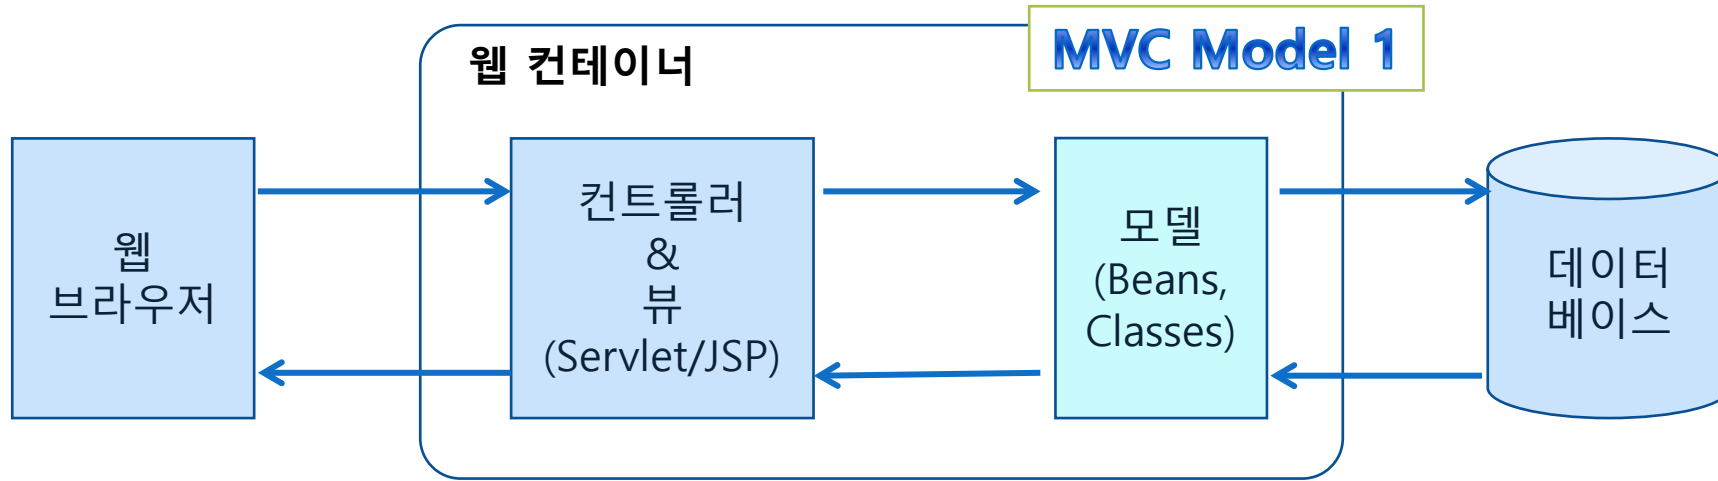 웹 컨테이너
MVC Model 1
웹
브라우저
컨트롤러
&
뷰
(Servlet/JSP)
모델
(Beans,
Classes)
데이터
베이스